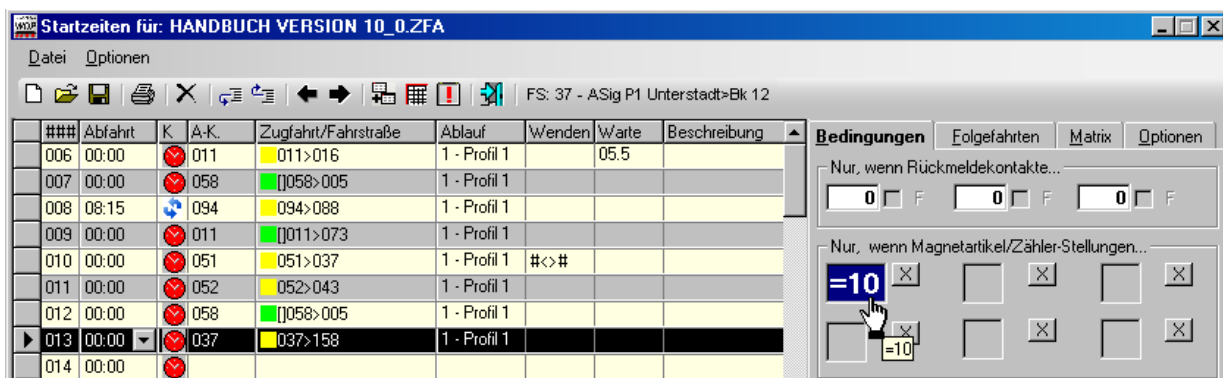 Startzeiten für: HANDBUCH VERSION 10_0.ZFA
Datei Optionen
FS: 37 - ASig P1 Unterstadt>Bk 12
### Abfahrt K A-K. Zugfahrt/Fahrstraße Ablauf Wenden Warte Beschreibung
006 00:00 011 011>016 1 - Profil 1 05.5
007 00:00 058 []058>005 1 - Profil 1
008 08:15 094 094>088 1 - Profil 1
009 00:00 011 []011>073 1 - Profil 1
010 00:00 051 051>037 1 - Profil 1 #<>#
011 00:00 052 052>043 1 - Profil 1
012 00:00 058 []058>005 1 - Profil 1
013 00:00 037 037>158 1 - Profil 1
014 00:00
Bedingungen Folgefahrten Matrix Optionen
Nur, wenn Rückmeldekontakte...
0 F 0 F 0 F
Nur, wenn Magnetartikel/Zähler-Stellungen...
=10 X X X
X X X
=10